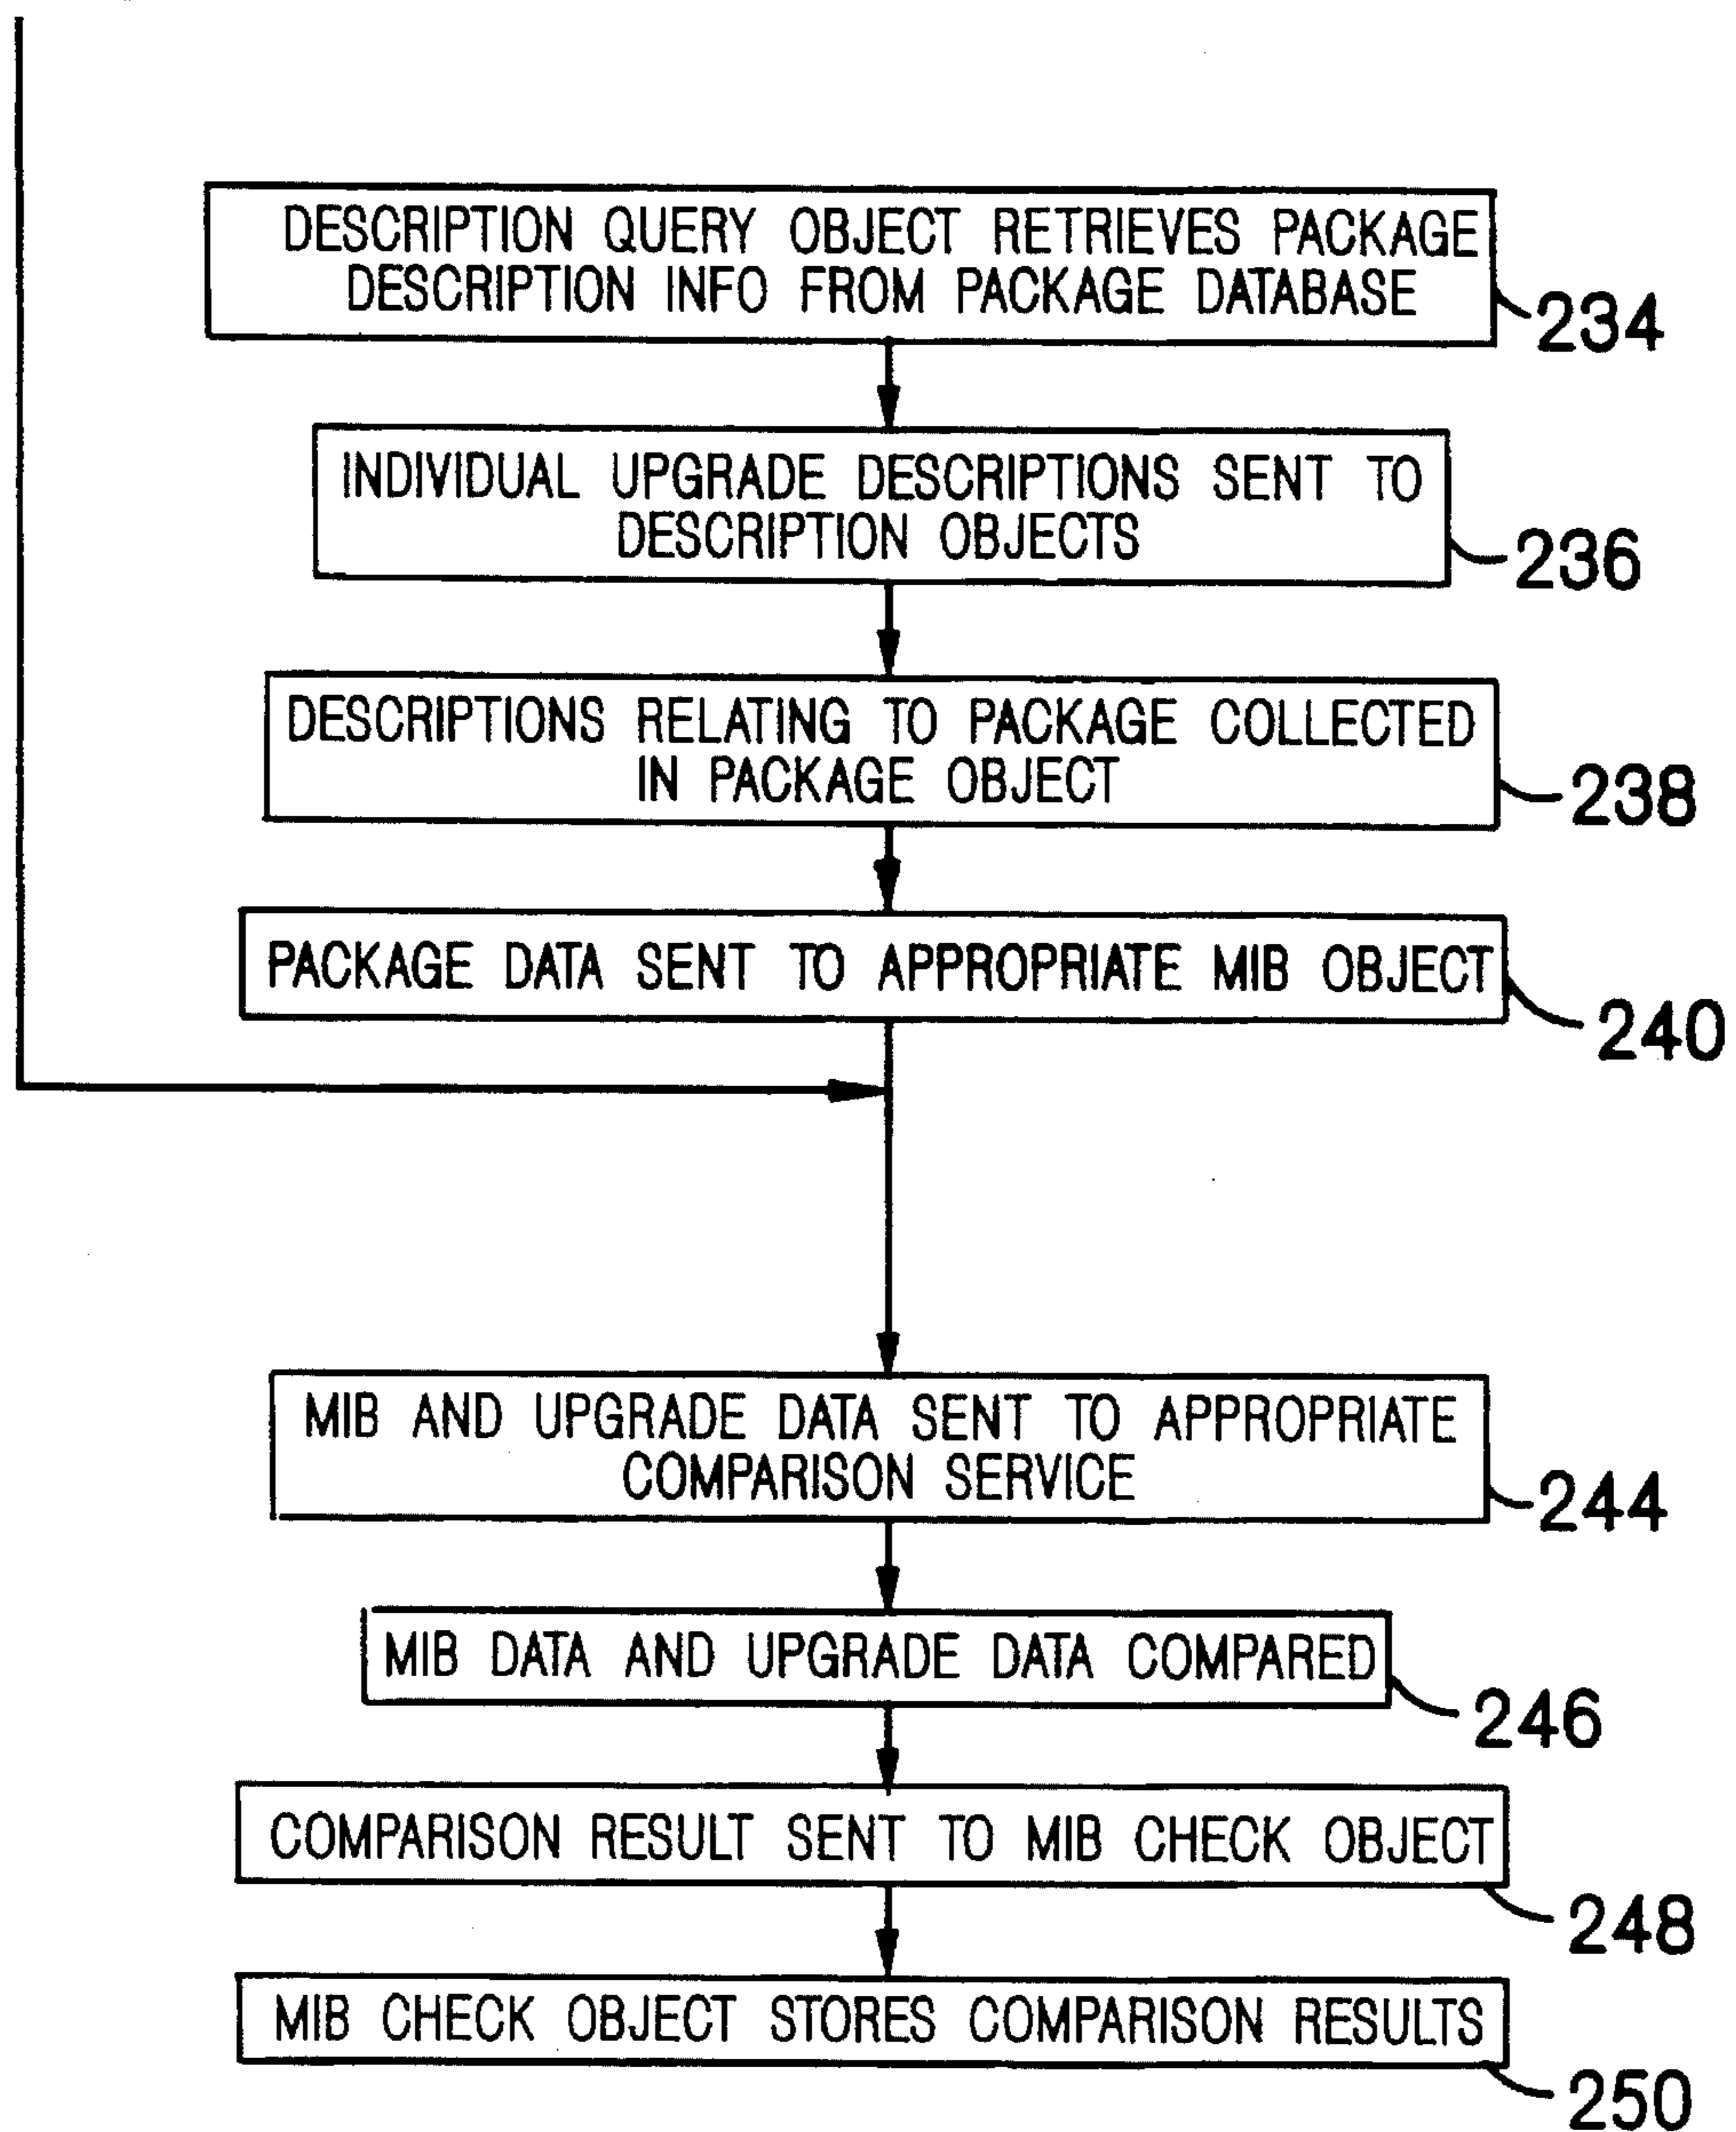 DESCRIPTION QUERY OBJECT RETRIEVES PACKAGE
DESCRIPTION INFO FROM PACKAGE DATABASE
234
INDIVIDUAL UPGRADE DESCRIPTIONS SENT TO
DESCRIPTION OBJECTS
236
DESCRIPTIONS RELATING TO PACKAGE COLLECTED
IN PACKAGE OBJECT
238
PACKAGE DATA SENT TO APPROPRIATE MIB OBJECT
240
MIB AND UPGRADE DATA SENT TO APPROPRIATE
COMPARISON SERVICE
244
MIB DATA AND UPGRADE DATA COMPARED
246
COMPARISON RESULT SENT TO MIB CHECK OBJECT
248
MIB CHECK OBJECT STORES COMPARISON RESULTS
250